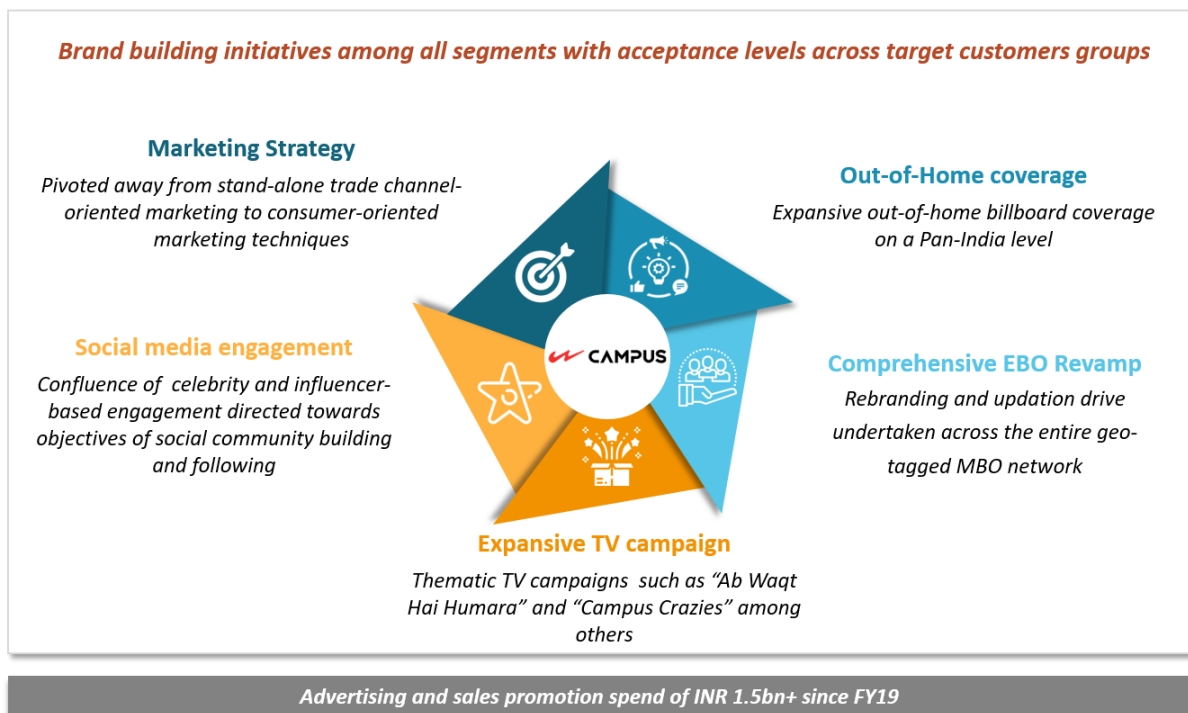 Brand building initiatives among all segments with acceptance levels across target customers groups
Marketing Strategy
Pivoted away from stand-alone trade channel-
oriented marketing to consumer-oriented
marketing techniques
Out-of-Home coverage
Expansive out-of-home billboard coverage
on a Pan-India level
Social media engagement
Confluence of celebrity and influencer-
based engagement directed towards
objectives of social community building
and following
CAMPUS
Comprehensive EBO Revamp
Rebranding and updation drive
undertaken across the entire geo-
tagged MBO network
Expansive TV campaign
Thematic TV campaigns such as “Ab Waqt
Hai Humara” and “Campus Crazies” among
others
Advertising and sales promotion spend of INR 1.5bn+ since FY19